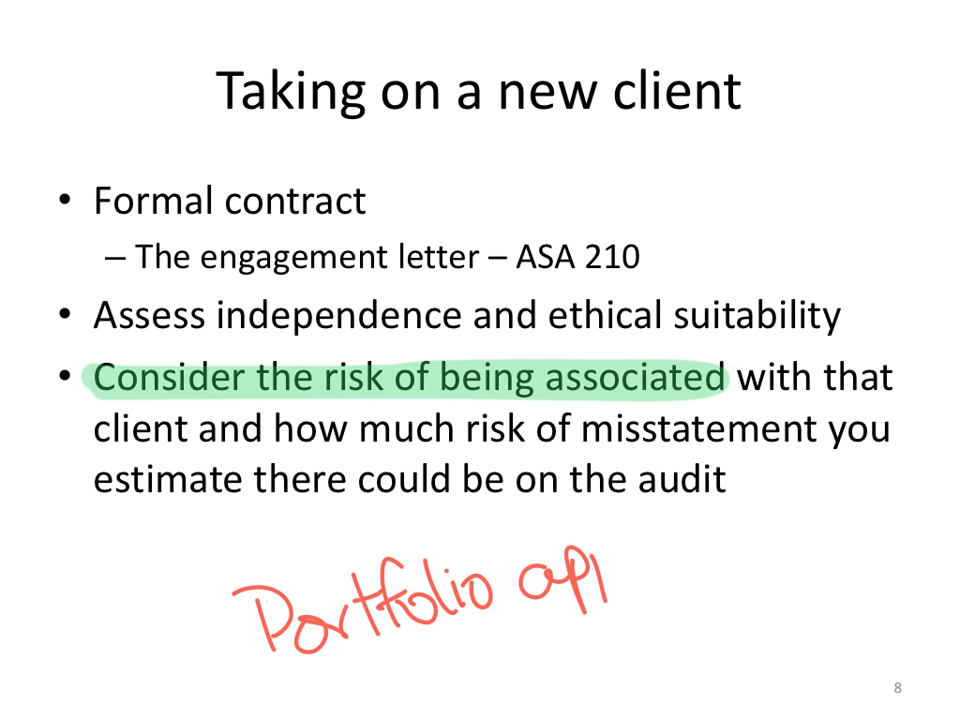 Taking on a new client
• Formal contract
– The engagement letter – ASA 210
• Assess independence and ethical suitability
• Consider the risk of being associated with that
client and how much risk of misstatement you
estimate there could be on the audit
Portfolio
8